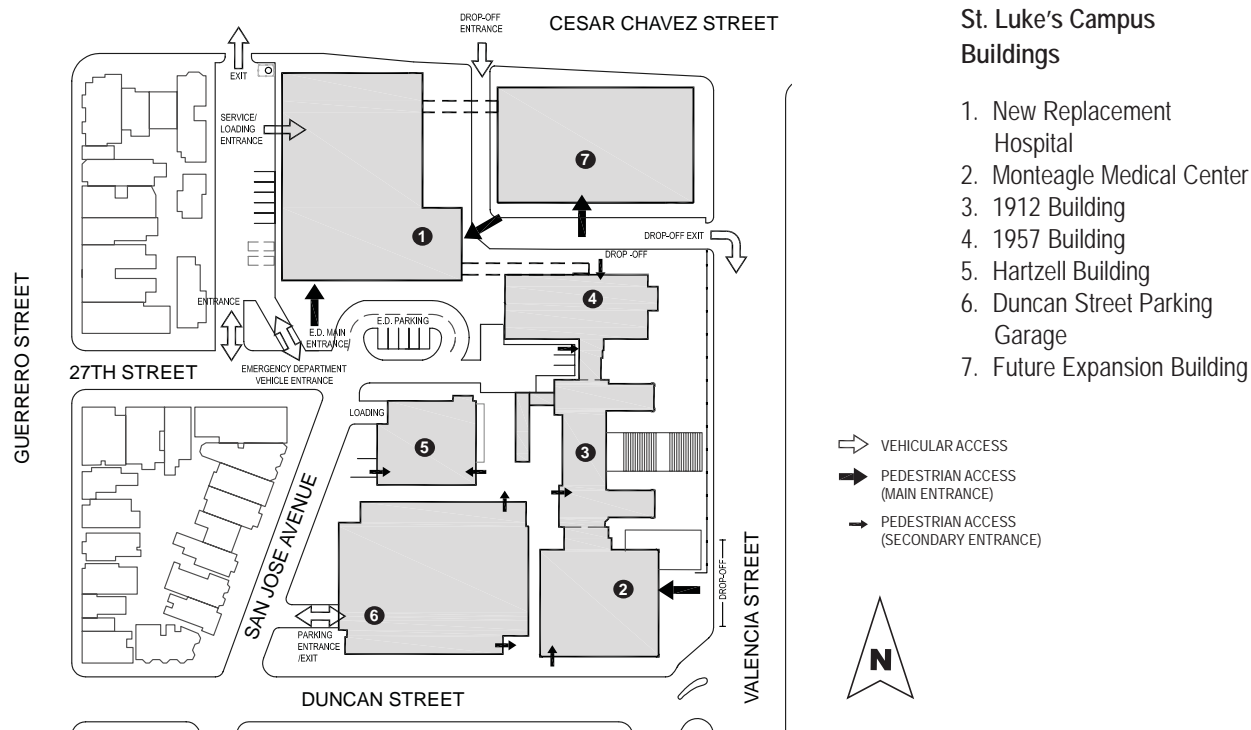 DROP-OFF
ENTRANCE
CESAR CHAVEZ STREET
EXIT
SERVICE/
LOADING
ENTRANCE
7
1
DROP-OFF EXIT
DROP -OFF
4
ENTRANCE
E.D. PARKING
E.D. MAIN
ENTRANCE
27TH STREET
EMERGENCY DEPARTMENT
VEHICLE ENTRANCE
GUERRERO STREET
LOADING
5
3
SAN JOSE AVENUE
2
DROP-OFF
VALENCIA STREET
6
PARKING
ENTRANCE
/EXIT
DUNCAN STREET
St. Luke's Campus
Buildings
1. New Replacement
Hospital
2. Monteagle Medical Center
3. 1912 Building
4. 1957 Building
5. Hartzell Building
6. Duncan Street Parking
Garage
7. Future Expansion Building
VEHICULAR ACCESS
PEDESTRIAN ACCESS
(MAIN ENTRANCE)
PEDESTRIAN ACCESS
(SECONDARY ENTRANCE)
N